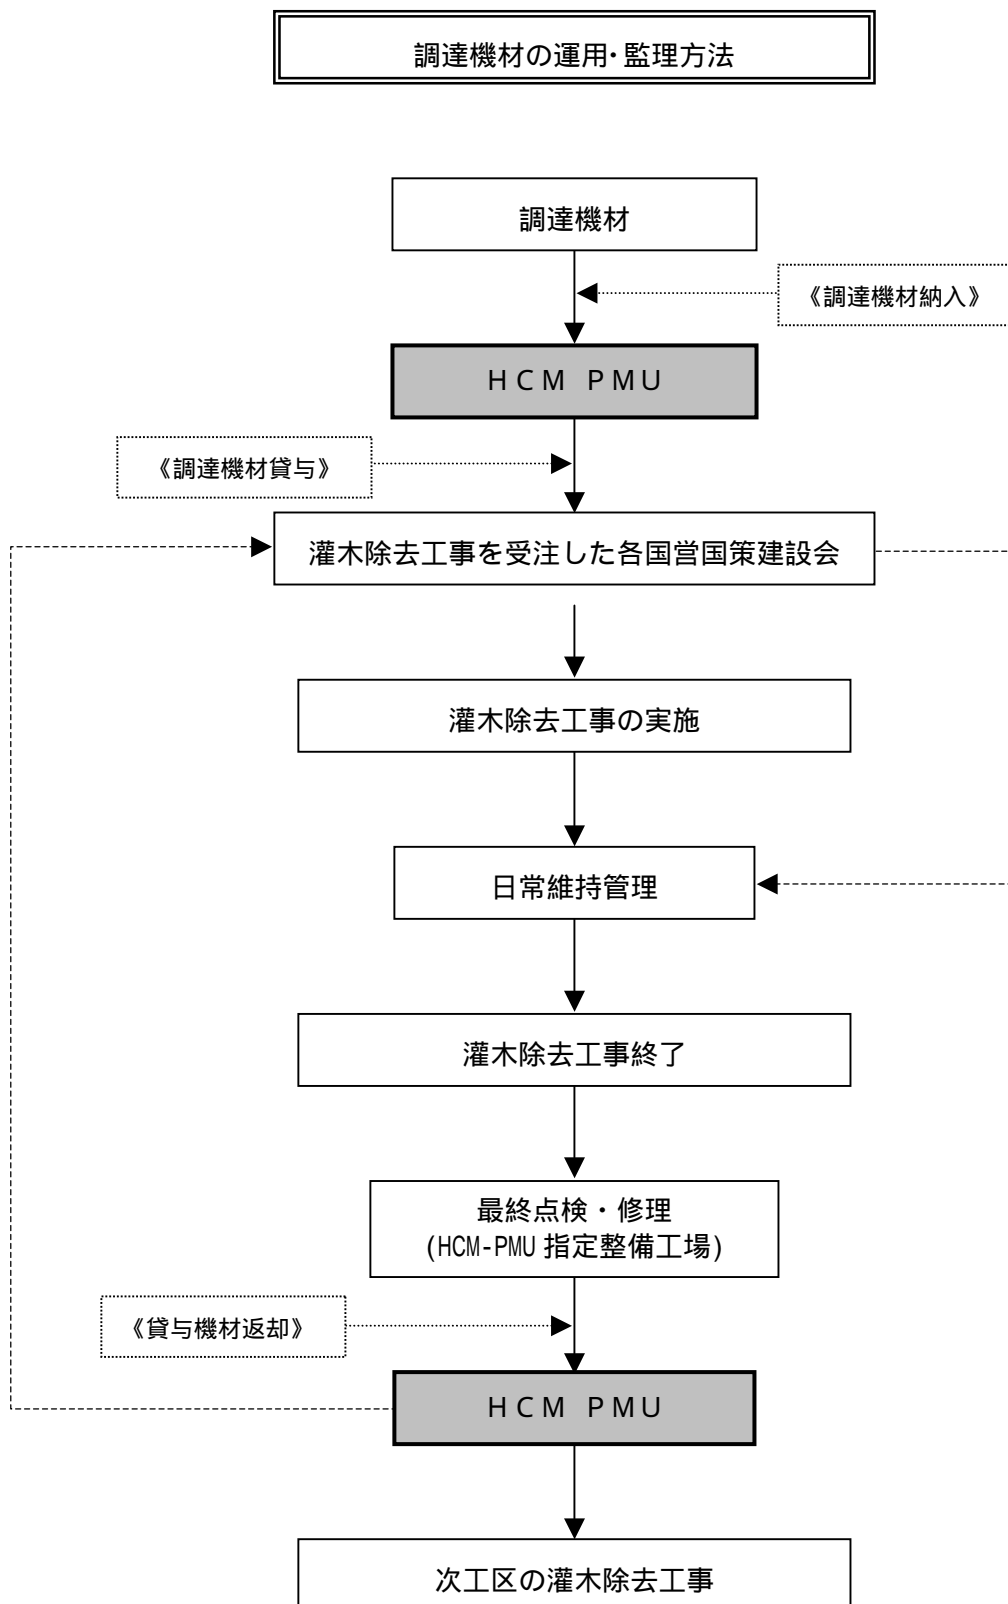 調達機材の運用・監理方法
調達機材
《調達機材納入》
HCM PMU
《調達機材貸与》
灌木除去工事を受注した各国営国策建設会
灌木除去工事の実施
日常維持管理
灌木除去工事終了
最終点検・修理
(HCM-PMU 指定整備工場)
《貸与機材返却》
HCM PMU
次工区の灌木除去工事